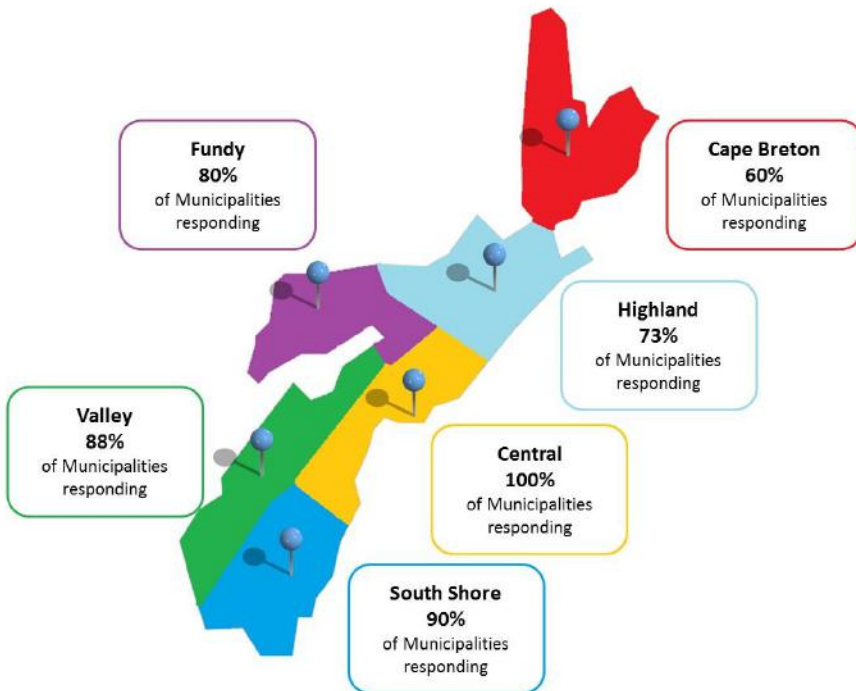 Fundy
80%
of Municipalities
responding
Cape Breton
60%
of Municipalities
responding
Highland
73%
of Municipalities
responding
Valley
88%
of Municipalities
responding
Central
100%
of Municipalities
responding
South Shore
90%
of Municipalities
responding